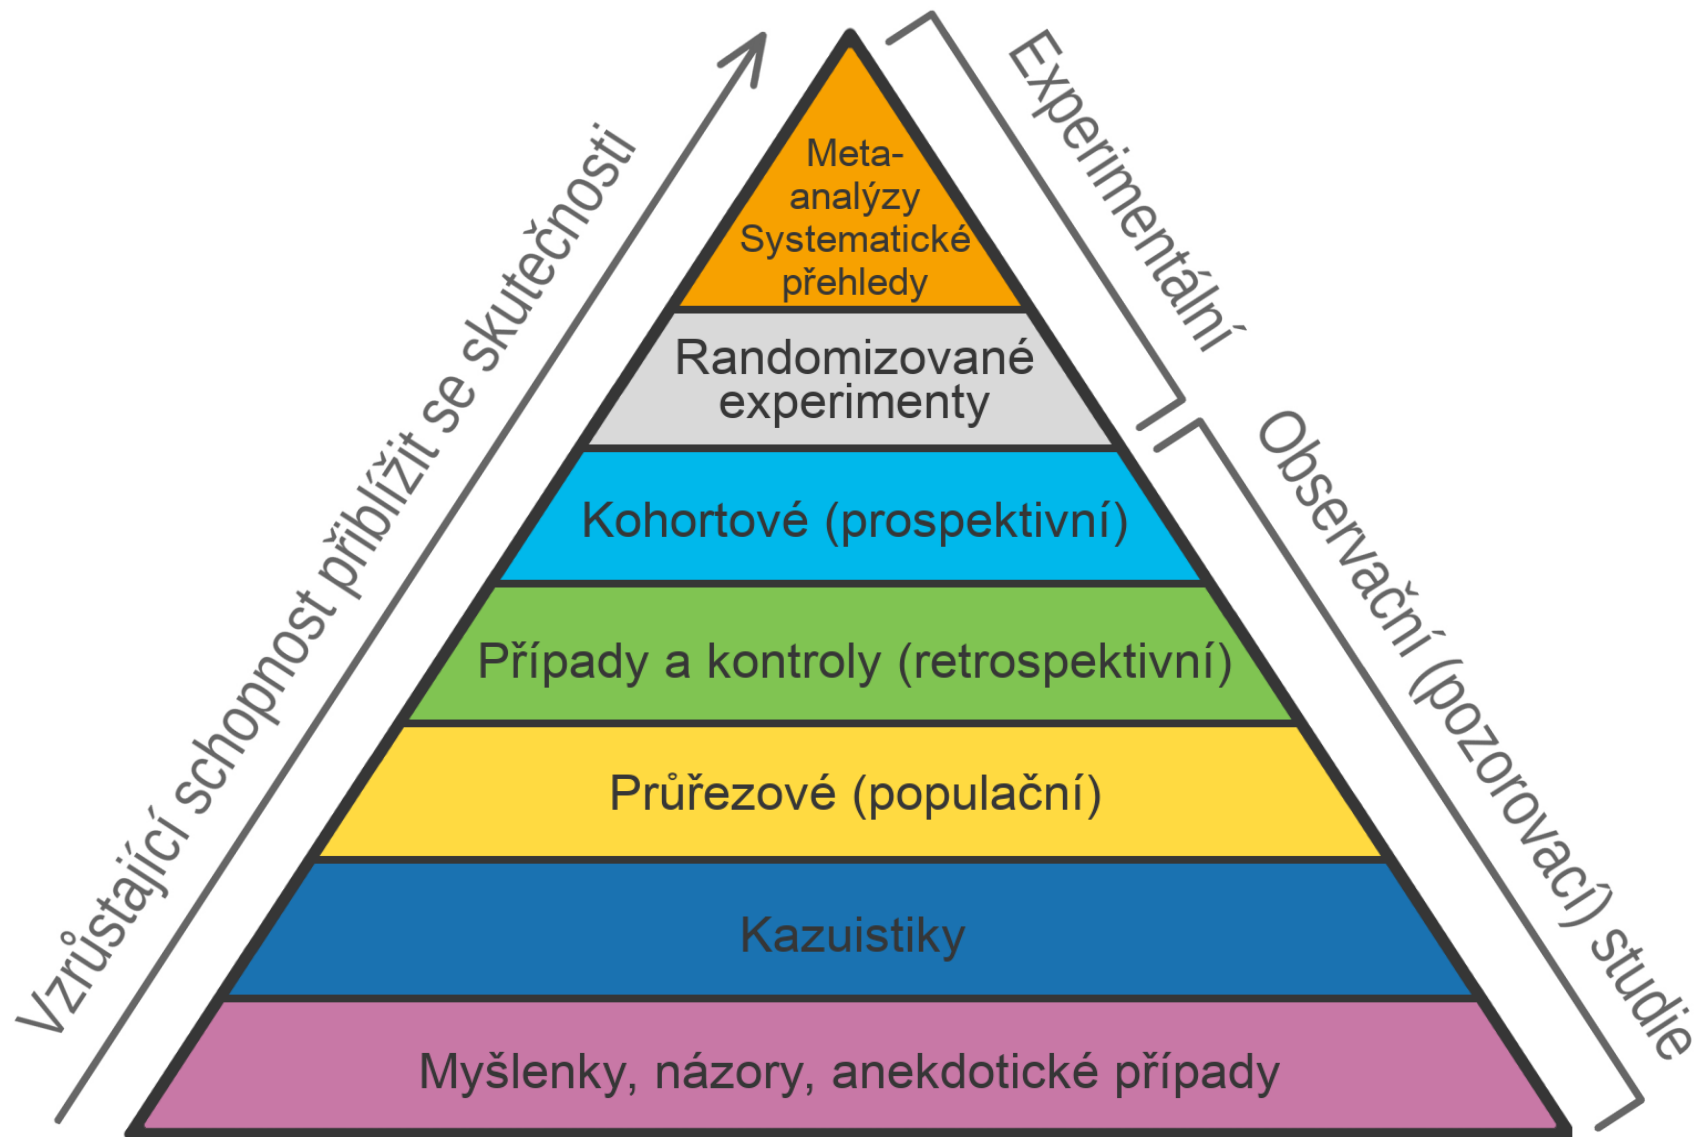 Vzrůstající schopnost přiblížit se skutečnosti
Experimentální
Observační (pozorovací) studie
Meta-
analýzy
Systematické
přehledy
Randomizované
experimenty
Kohortové (prospektivní)
Případy a kontroly (retrospektivní)
Průřezové (populační)
Kazuistiky
Myšlenky, názory, anekdotické případy